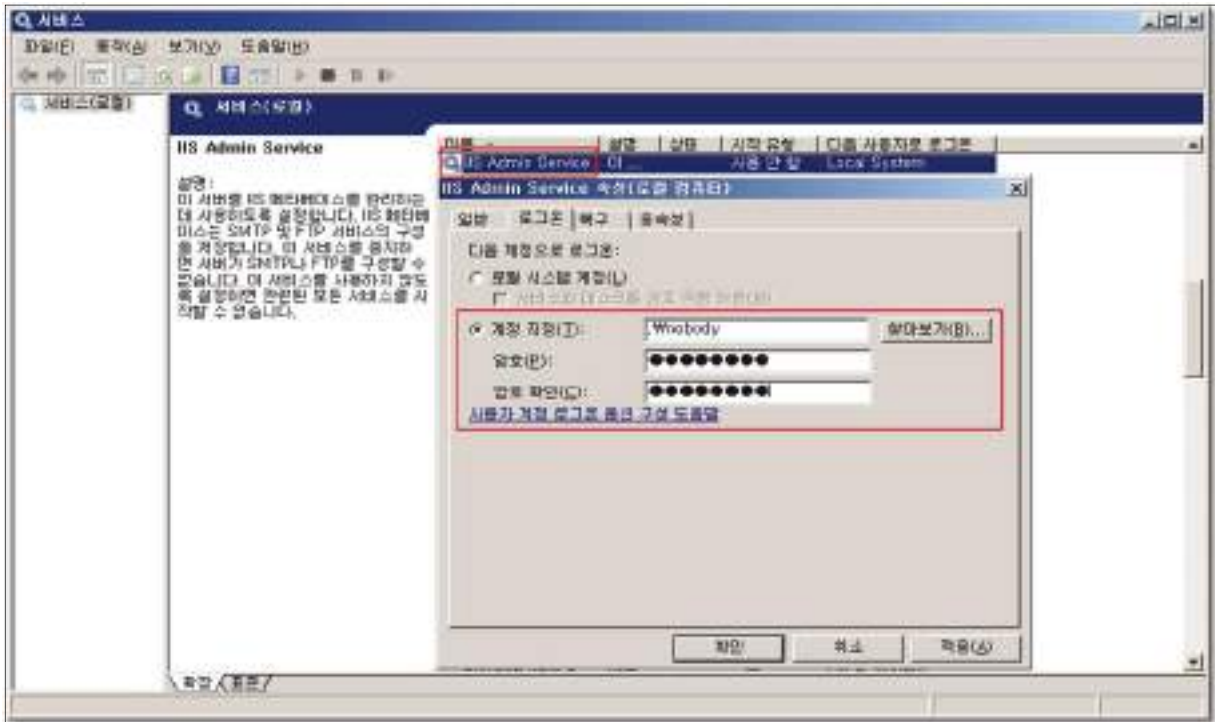 서비스
파일(F) 동작(A) 보기(V) 도움말(H)
서비스(로컬)
서비스(로컬)
IIS Admin Service
설명:
이 서버를 IIS 메타베이스를 관리하는
데 사용하도록 설정합니다. IIS 메타베
이스는 SMTP 및 FTP 서비스의 구성
을 저장합니다. 이 서비스를 중지하
면 서버가 SMTP나 FTP를 구성할 수
없습니다. 이 서비스를 사용하지 않도
록 설정하면 관련된 모든 서비스를 시
작할 수 없습니다.
이름 설명 상태 시작 유형 다음 사용자로 로그온
IIS Admin Service 이 ... 사용 안 함 Local System
IIS Admin Service 속성(로컬 컴퓨터)
일반 로그온 복구 종속성
다음 계정으로 로그온:
로컬 시스템 계정(L)
계정 지정(T): .₩nobody 찾아보기(B)...
암호(P): ●●●●●●●●
암호 확인(C): ●●●●●●●●
사용자 계정 로그온 옵션 구성 도움말
확인 취소 적용(A)
확장 표준